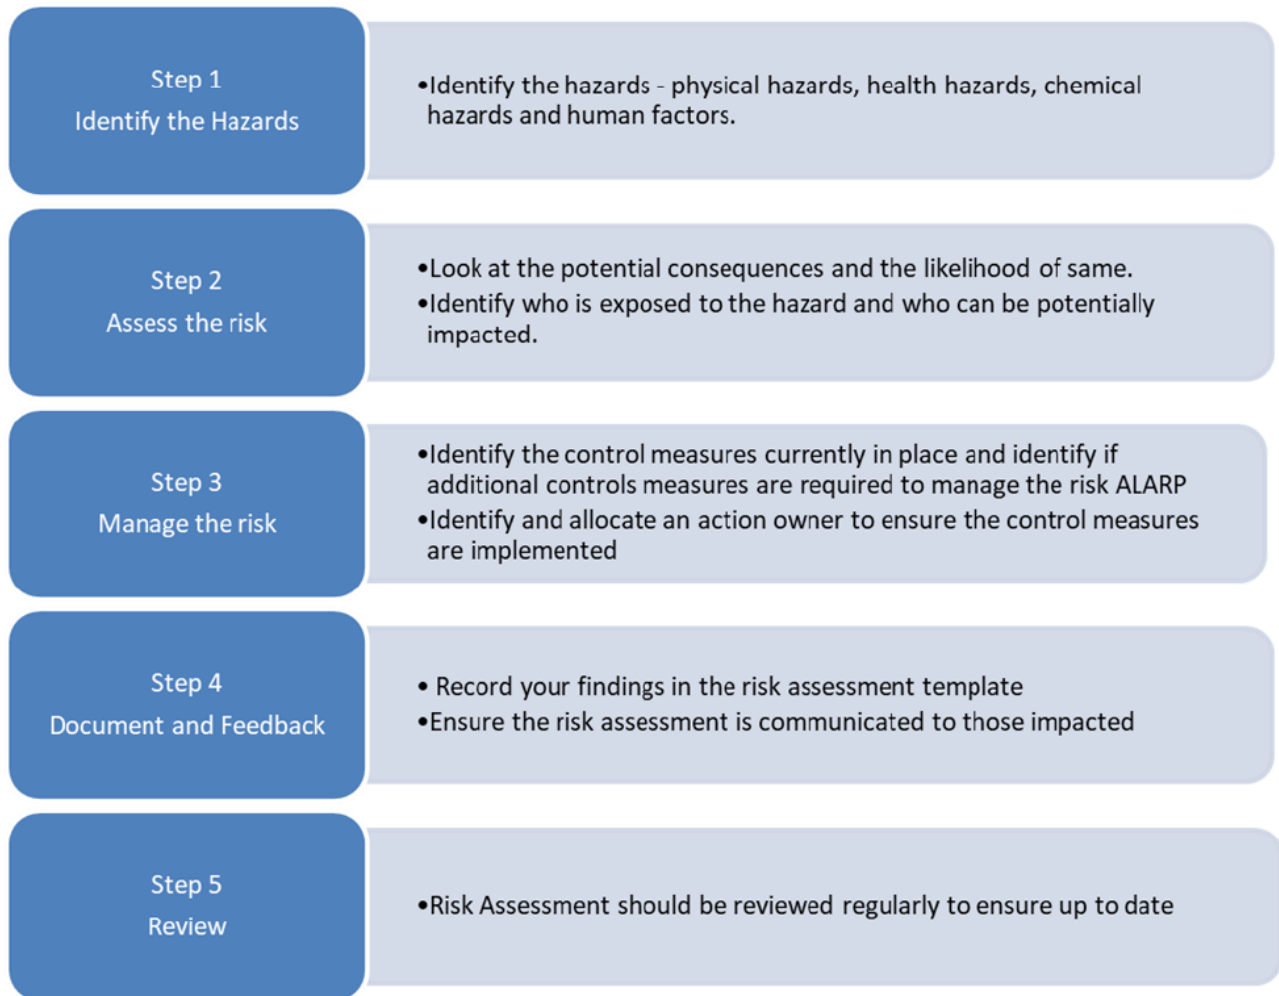 Step 1
Identify the Hazards
•Identify the hazards - physical hazards, health hazards, chemical
hazards and human factors.
Step 2
Assess the risk
•Look at the potential consequences and the likelihood of same.
•Identify who is exposed to the hazard and who can be potentially
impacted.
Step 3
Manage the risk
•Identify the control measures currently in place and identify if
additional controls measures are required to manage the risk ALARP
•Identify and allocate an action owner to ensure the control measures
are implemented
Step 4
Document and Feedback
• Record your findings in the risk assessment template
•Ensure the risk assessment is communicated to those impacted
Step 5
Review
•Risk Assessment should be reviewed regularly to ensure up to date